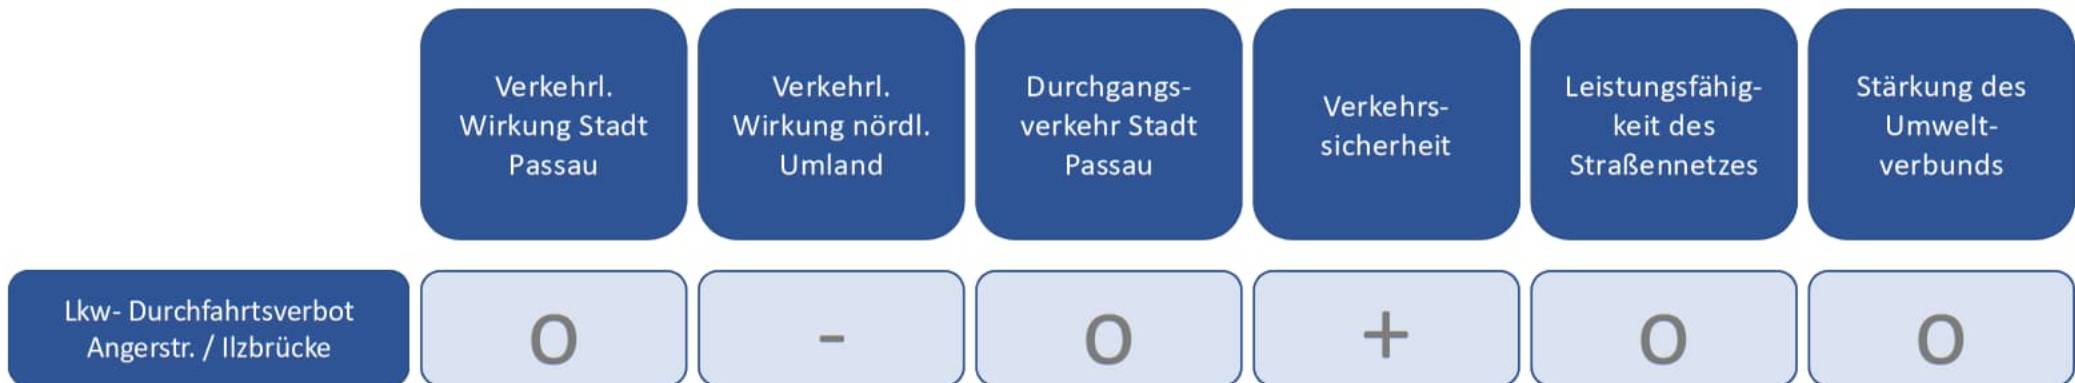 Verkehrl.
Wirkung Stadt
Passau
Verkehrl.
Wirkung nördl.
Umland
Durchgangs-
verkehr Stadt
Passau
Verkehrs-
sicherheit
Leistungsfähig-
keit des
Straßennetzes
Stärkung des
Umwelt-
verbunds
Lkw- Durchfahrtsverbot
Angerstr. / Ilzbrücke
o
-
o
+
o
o